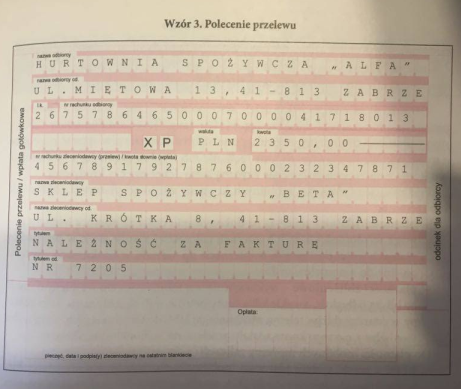 Wzór 3. Polecenie przelewu
nazwa odbiorcy
HURTOWNIA SPOŻYWCZA „ALFA”
nazwa odbiorcy cd.
UL. MIĘTOWA 13, 41-813 ZABRZE
l.k. nr rachunku odbiorcy
26757864650007000041718013
waluta kwota
X P PLN 2350,00
nr rachunku zleceniodawcy (przelew) / kwota słownie (wpłata)
45678917927876000232347871
nazwa zleceniodawcy
SKLEP SPOŻYWCZY „BETA”
nazwa zleceniodawcy cd.
UL. KRÓTKA 8, 41-813 ZABRZE
tytułem
NALEŻNOŚĆ ZA FAKTURĘ
tytułem cd.
NR 7205
Opłata:
pieczęć, data i podpis(y) zleceniodawcy na ostatnim blankiecie
Polecenie przelewu / wpłata gotówkowa
odcinek dla odbiorcy